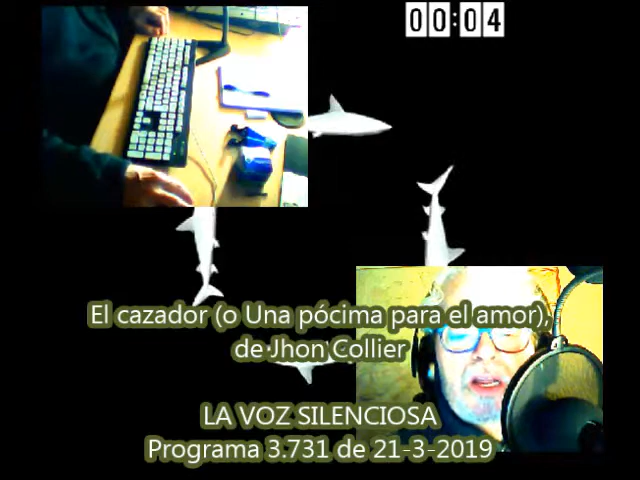 00:04
El cazador (o Una pócima para el amor),
de Jhon Collier
LA VOZ SILENCIOSA
Programa 3.731 de 21-3-2019